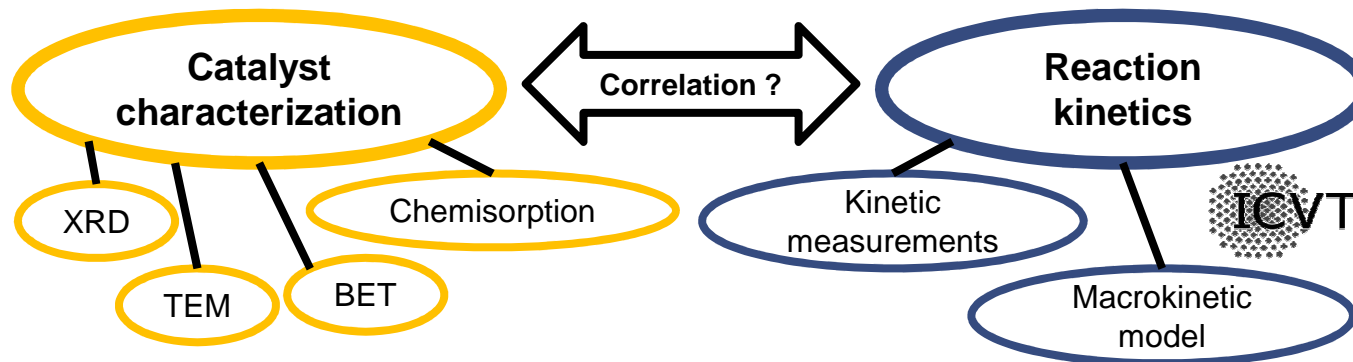 Catalyst
characterization
Correlation ?
Reaction
kinetics
XRD
TEM
BET
Chemisorption
Kinetic
measurements
Macrokinetic
model
ICVT